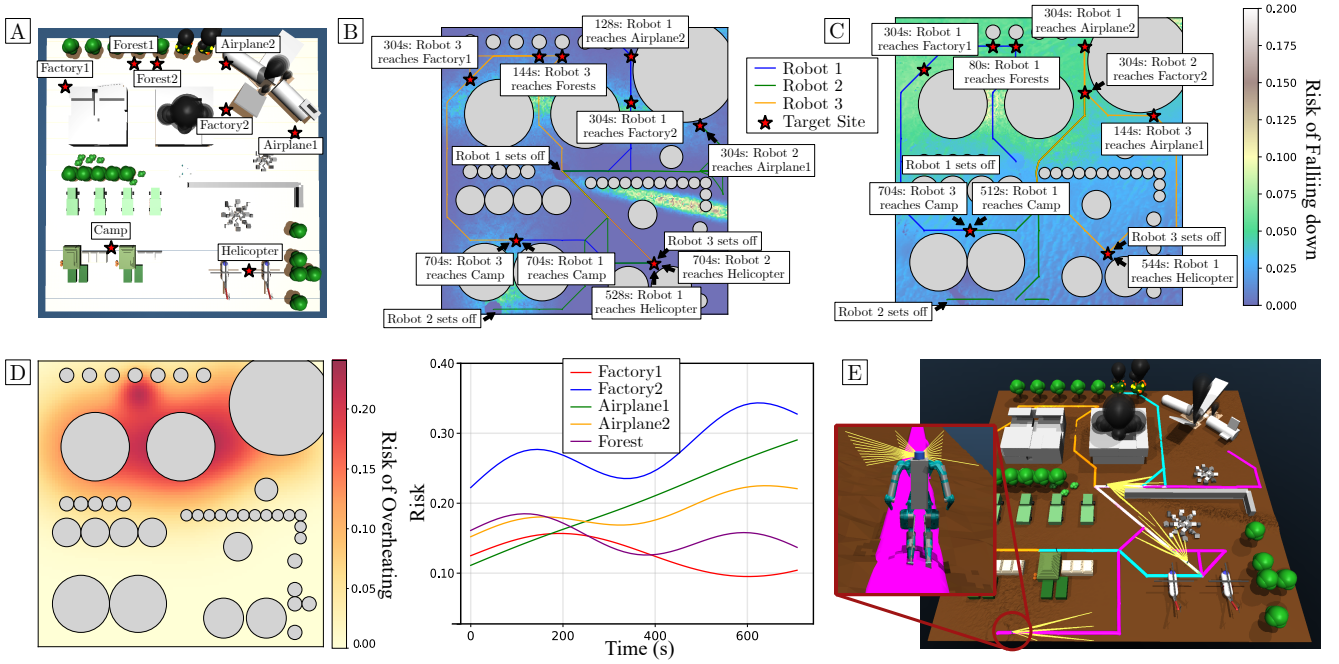 A
Forest1
Airplane2
Factory1
Forest2
Factory2
Airplane1
Camp
Helicopter
B
128s: Robot 1
reaches Airplane2
304s: Robot 3
reaches Factory1
144s: Robot 3
reaches Forests
304s: Robot 1
reaches Factory2
Robot 1 sets off
304s: Robot 2
reaches Airplane1
Robot 3 sets off
704s: Robot 3
reaches Camp
704s: Robot 1
reaches Camp
704s: Robot 2
reaches Helicopter
528s: Robot 1
reaches Helicopter
Robot 2 sets off
Robot 1
Robot 2
Robot 3
Target Site
C
304s: Robot 1
reaches Airplane2
304s: Robot 1
reaches Factory1
80s: Robot 1
reaches Forests
304s: Robot 2
reaches Factory2
144s: Robot 3
reaches Airplane1
Robot 1 sets off
704s: Robot 3
reaches Camp
512s: Robot 1
reaches Camp
Robot 3 sets off
544s: Robot 1
reaches Helicopter
Robot 2 sets off
0.200
0.175
0.150
0.125
0.100
0.075
0.050
0.025
0.000
Risk of Falling down
D
0.20
0.15
0.10
0.05
0.00
Risk of Overheating
0.40
0.30
0.20
0.10
Risk
Factory1
Factory2
Airplane1
Airplane2
Forest
0
200
400
600
Time (s)
E